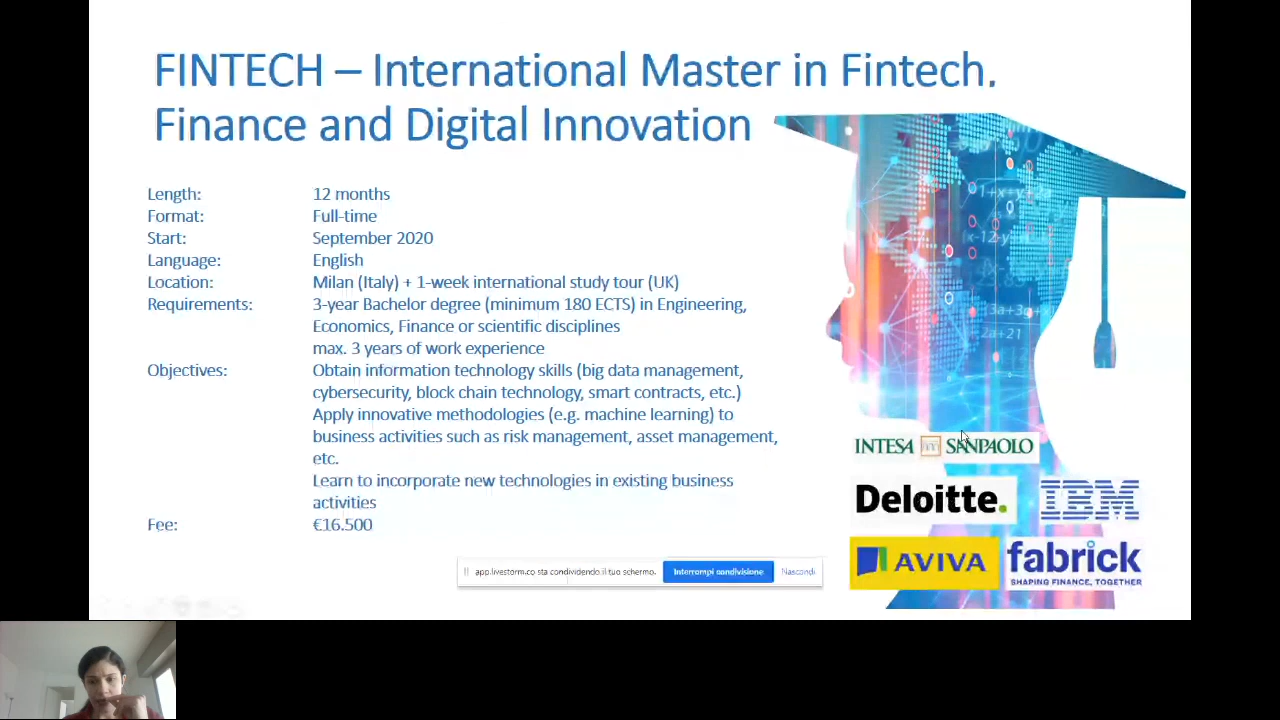 FINTECH – International Master in Fintech,
Finance and Digital Innovation
Length: 12 months
Format: Full-time
Start: September 2020
Language: English
Location: Milan (Italy) + 1-week international study tour (UK)
Requirements: 3-year Bachelor degree (minimum 180 ECTS) in Engineering,
Economics, Finance or scientific disciplines
max. 3 years of work experience
Objectives: Obtain information technology skills (big data management,
cybersecurity, block chain technology, smart contracts, etc.)
Apply innovative methodologies (e.g. machine learning) to
business activities such as risk management, asset management,
etc.
Learn to incorporate new technologies in existing business
activities
Fee: €16.500
INTESA SANPAOLO
Deloitte.
IBM
AVIVA
fabrick
SHAPING FINANCE, TOGETHER
app.livestorm.co sta condividendo il tuo schermo. Interrompi condivisione Nascondi